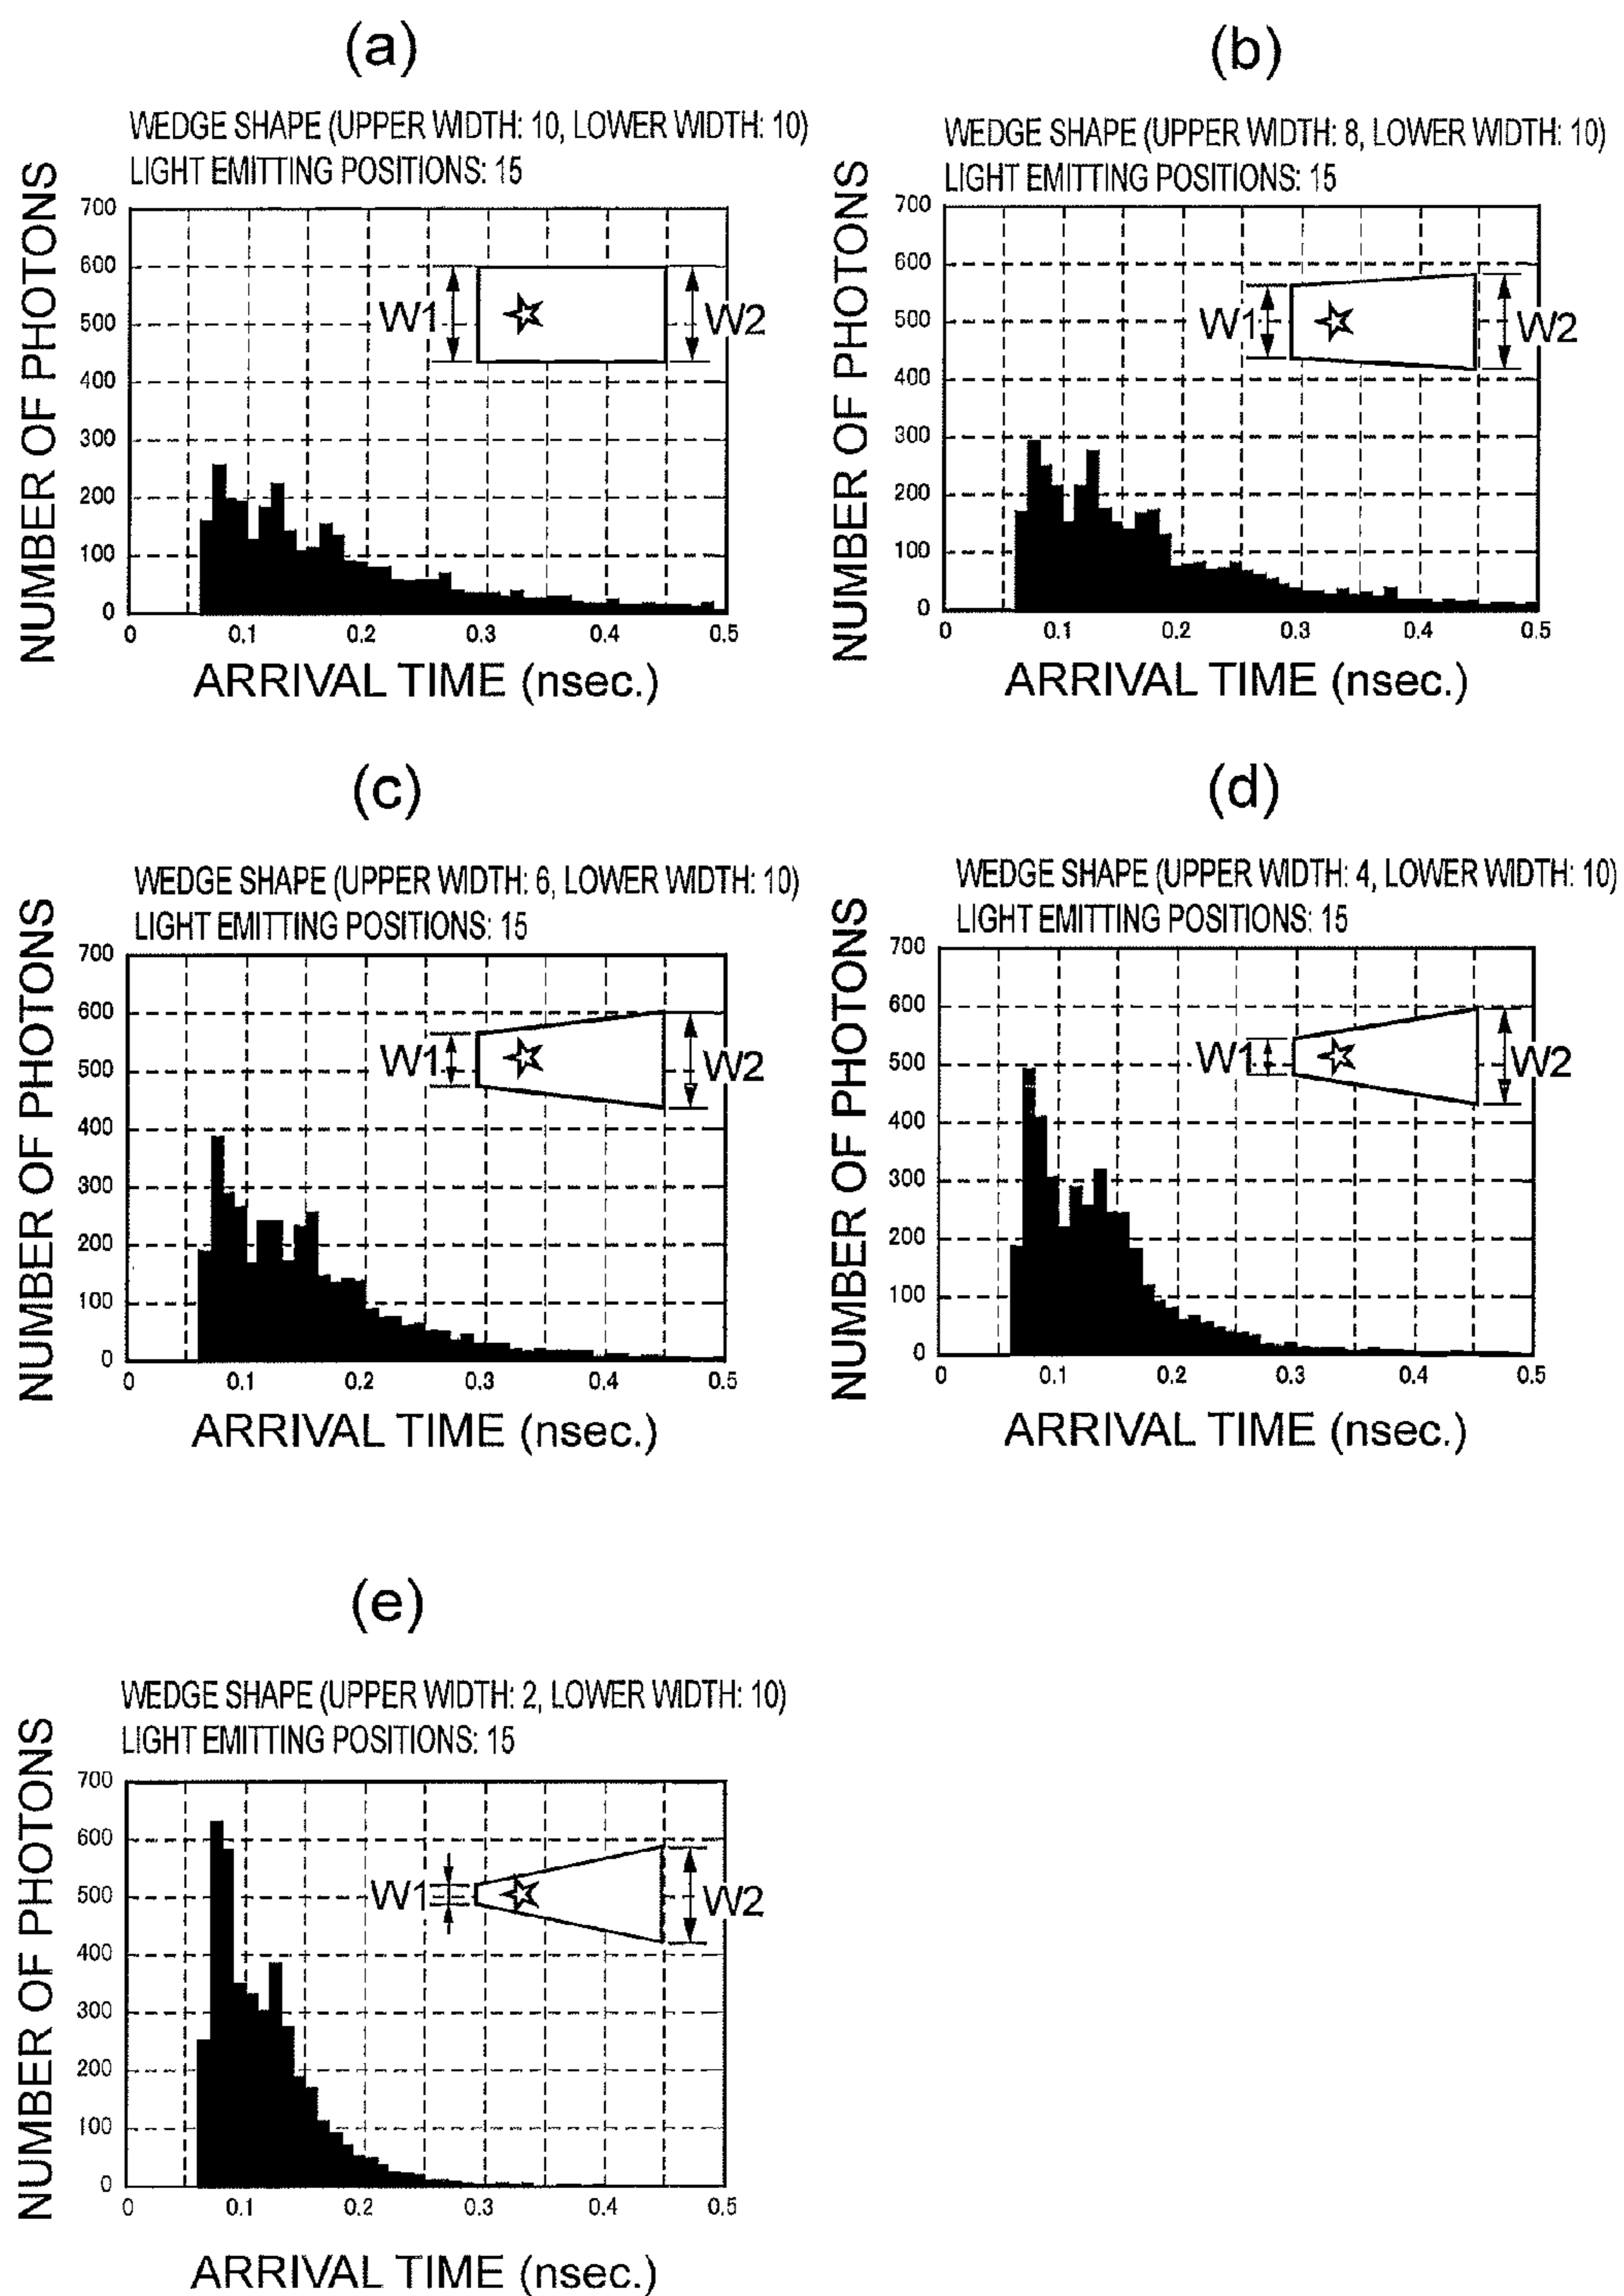 (a)
WEDGE SHAPE (UPPER WIDTH: 10, LOWER WIDTH: 10)
LIGHT EMITTING POSITIONS: 15
NUMBER OF PHOTONS
700
600
500
400
300
200
100
0
W1
W2
0 0.1 0.2 0.3 0.4 0.5
ARRIVAL TIME (nsec.)
(b)
WEDGE SHAPE (UPPER WIDTH: 8, LOWER WIDTH: 10)
LIGHT EMITTING POSITIONS: 15
NUMBER OF PHOTONS
700
600
500
400
300
200
100
0
W1
W2
0 0.1 0.2 0.3 0.4 0.5
ARRIVAL TIME (nsec.)
(c)
WEDGE SHAPE (UPPER WIDTH: 6, LOWER WIDTH: 10)
LIGHT EMITTING POSITIONS: 15
NUMBER OF PHOTONS
700
600
500
400
300
200
100
0
W1
W2
0 0.1 0.2 0.3 0.4 0.5
ARRIVAL TIME (nsec.)
(d)
WEDGE SHAPE (UPPER WIDTH: 4, LOWER WIDTH: 10)
LIGHT EMITTING POSITIONS: 15
NUMBER OF PHOTONS
700
600
500
400
300
200
100
0
W1
W2
0 0.1 0.2 0.3 0.4 0.5
ARRIVAL TIME (nsec.)
(e)
WEDGE SHAPE (UPPER WIDTH: 2, LOWER WIDTH: 10)
LIGHT EMITTING POSITIONS: 15
NUMBER OF PHOTONS
700
600
500
400
300
200
100
0
W1
W2
0 0.1 0.2 0.3 0.4 0.5
ARRIVAL TIME (nsec.)